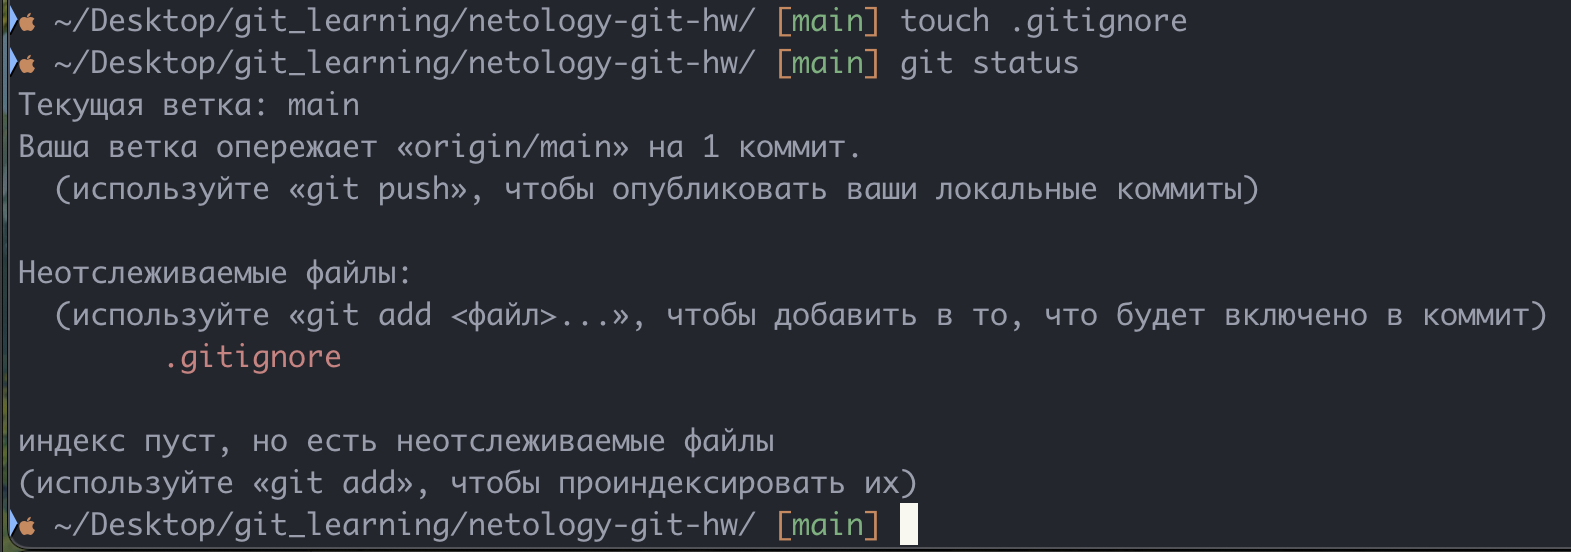 ~/Desktop/git_learning/netology-git-hw/ [main] touch .gitignore
~/Desktop/git_learning/netology-git-hw/ [main] git status
Текущая ветка: main
Ваша ветка опережает «origin/main» на 1 коммит.
  (используйте «git push», чтобы опубликовать ваши локальные коммиты)

Неотслеживаемые файлы:
  (используйте «git add <файл>...», чтобы добавить в то, что будет включено в коммит)
        .gitignore

индекс пуст, но есть неотслеживаемые файлы
(используйте «git add», чтобы проиндексировать их)
~/Desktop/git_learning/netology-git-hw/ [main]